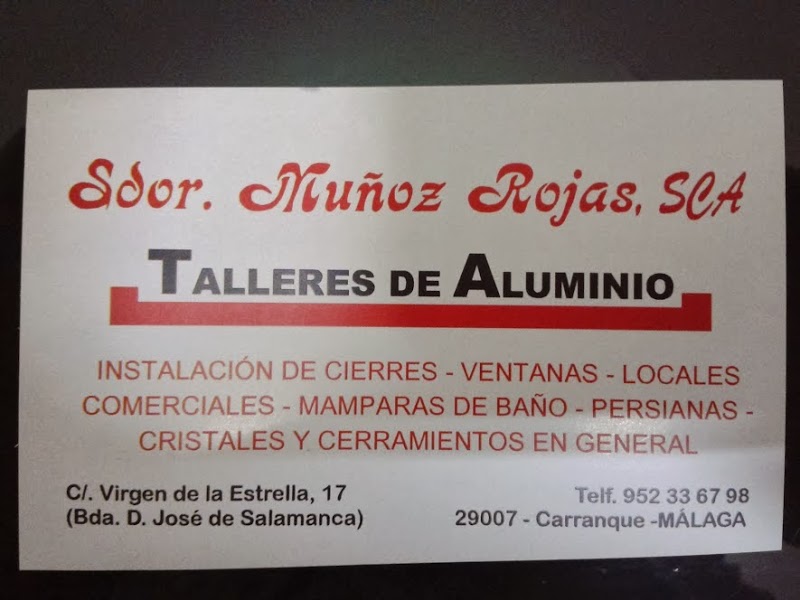 Sdor. Muñoz Rojas, SCA
TALLERES DE ALUMINIO
INSTALACIÓN DE CIERRES - VENTANAS - LOCALES
COMERCIALES - MAMPARAS DE BAÑO - PERSIANAS -
CRISTALES Y CERRAMIENTOS EN GENERAL
C/. Virgen de la Estrella, 17
(Bda. D. José de Salamanca)
Telf. 952 33 67 98
29007 - Carranque -MÁLAGA